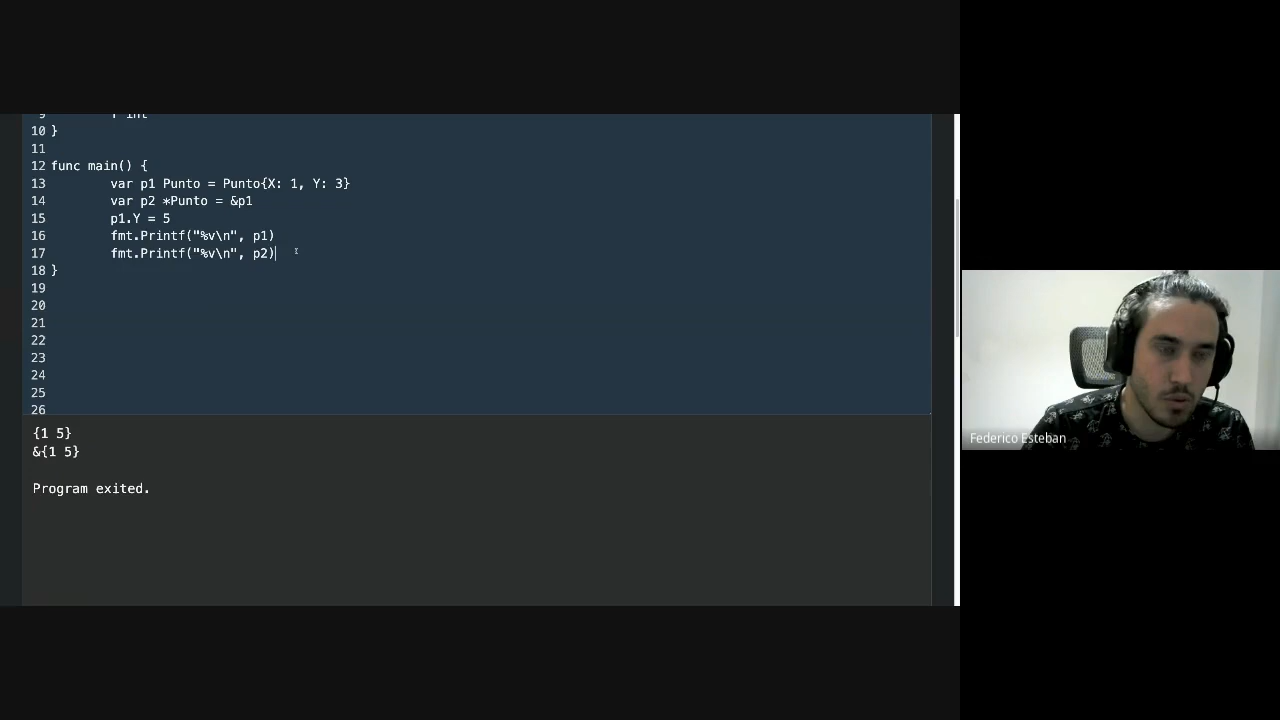 9 Y int
10 }
11
12 func main() {
13 var p1 Punto = Punto{X: 1, Y: 3}
14 var p2 *Punto = &p1
15 p1.Y = 5
16 fmt.Printf("%v\n", p1)
17 fmt.Printf("%v\n", p2)
18 }
19
20
21
22
23
24
25
26
{1 5}
&{1 5}
Program exited.
Federico Esteban